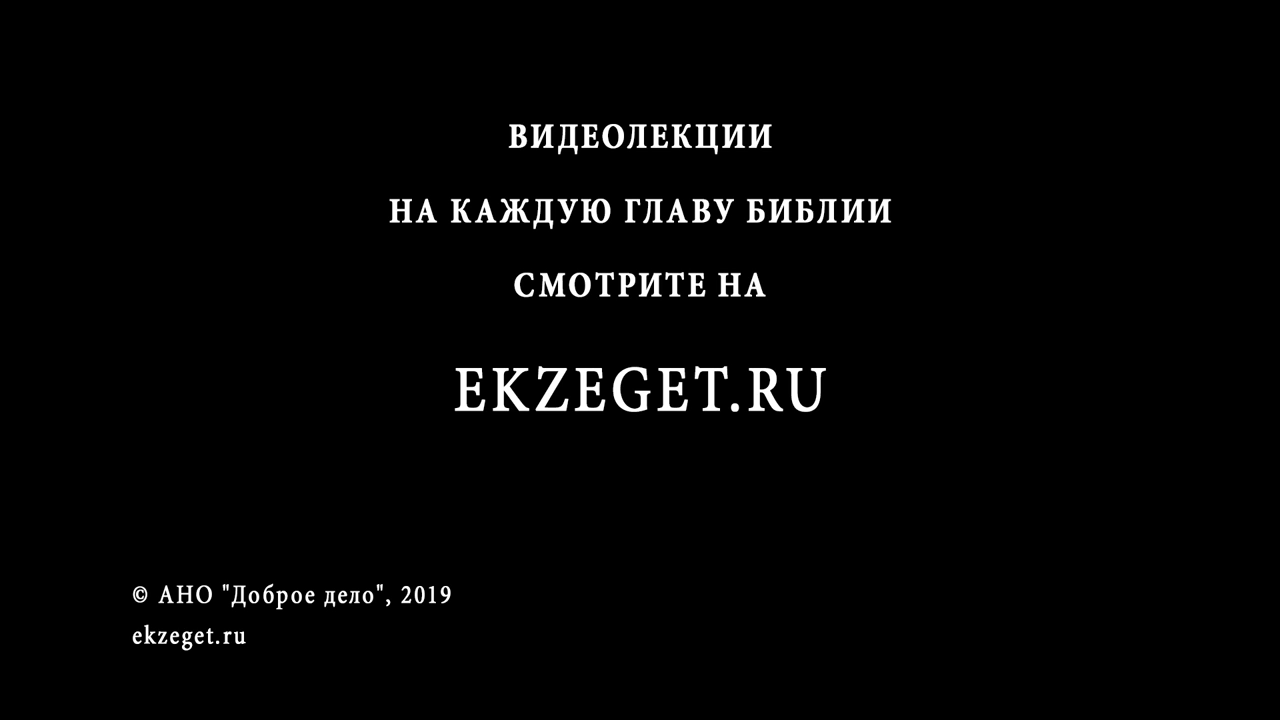 ВИДЕОЛЕКЦИИ
НА КАЖДУЮ ГЛАВУ БИБЛИИ
СМОТРИТЕ НА
EKZEGET.RU
© АНО "Доброе дело", 2019
ekzeget.ru